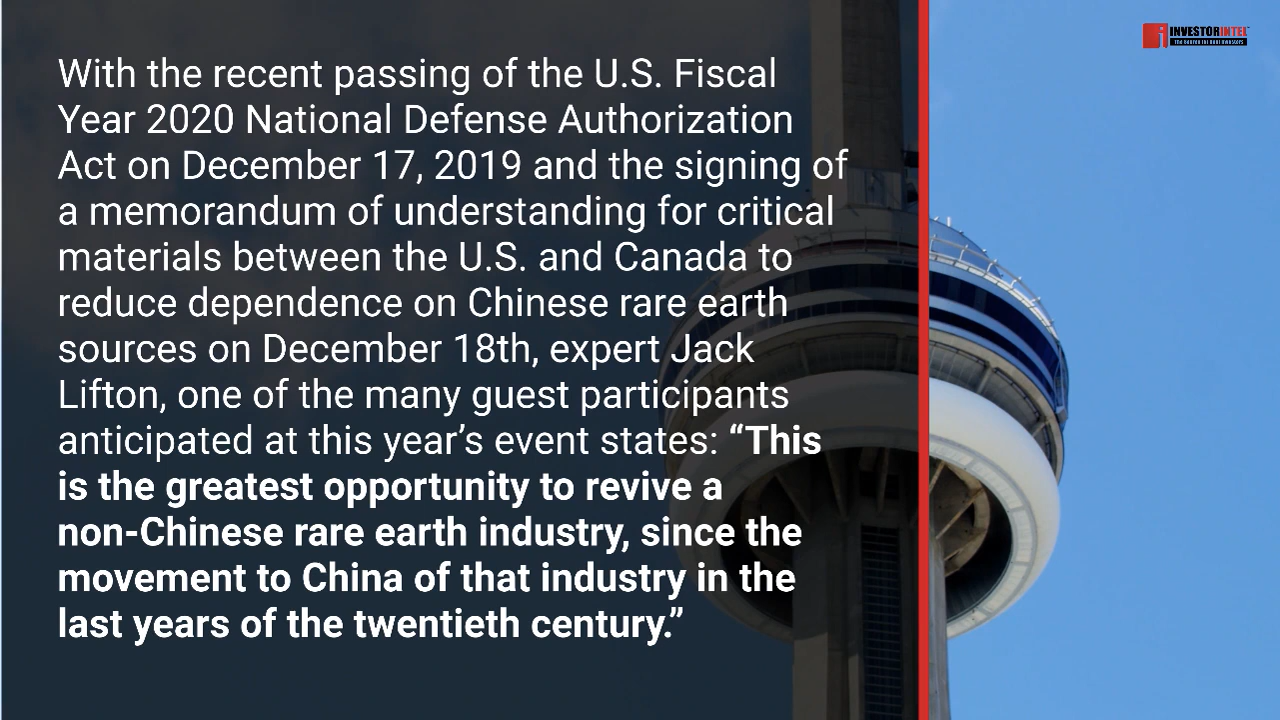 INVESTORINTEL
With the recent passing of the U.S. Fiscal
Year 2020 National Defense Authorization
Act on December 17, 2019 and the signing of
a memorandum of understanding for critical
materials between the U.S. and Canada to
reduce dependence on Chinese rare earth
sources on December 18th, expert Jack
Lifton, one of the many guest participants
anticipated at this year’s event states: “This
is the greatest opportunity to revive a
non-Chinese rare earth industry, since the
movement to China of that industry in the
last years of the twentieth century.”